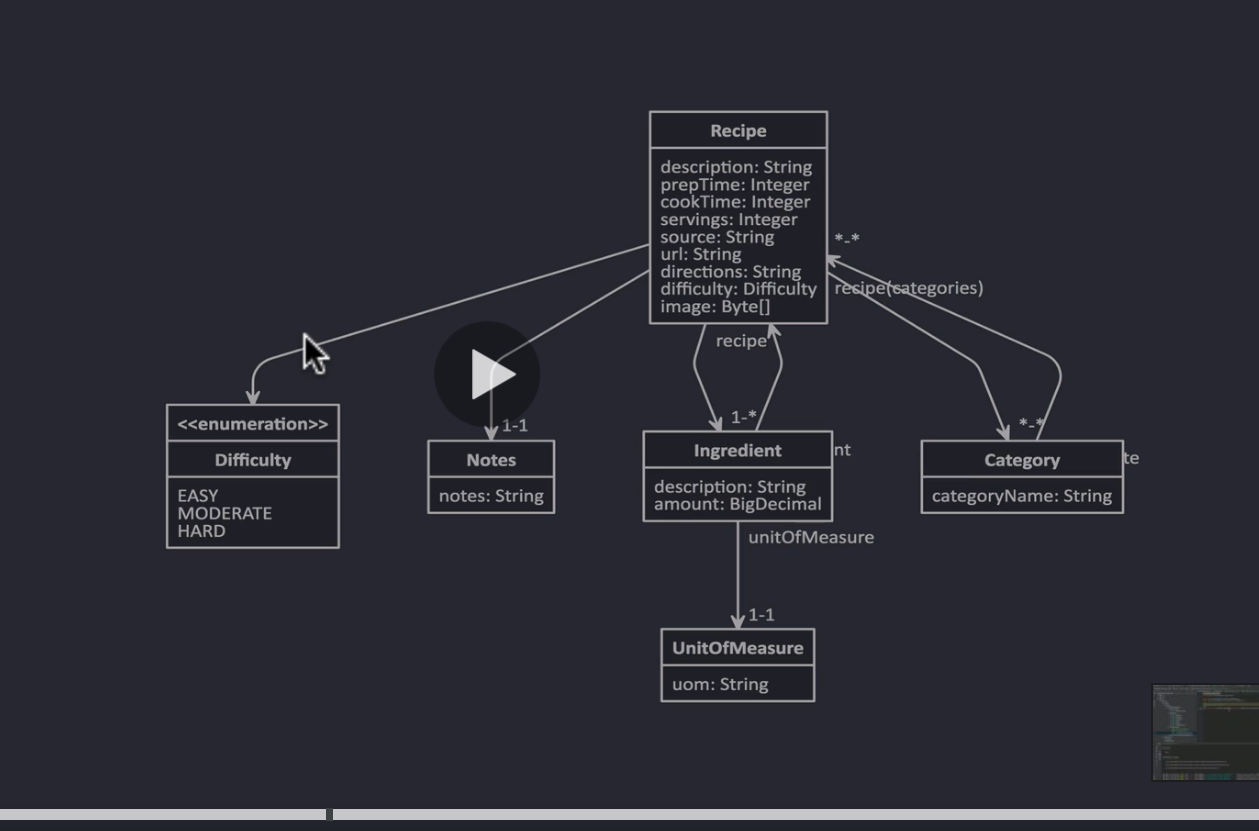 Recipe
description: String
prepTime: Integer
cookTime: Integer
servings: Integer
source: String
url: String
directions: String
difficulty: Difficulty
image: Byte[]
*-*
recipe(categories)
recipe
<<enumeration>>
Difficulty
EASY
MODERATE
HARD
1-1
Notes
notes: String
1-*
Ingredient
nt
description: String
amount: BigDecimal
*-*
Category
te
categoryName: String
unitOfMeasure
1-1
UnitOfMeasure
uom: String